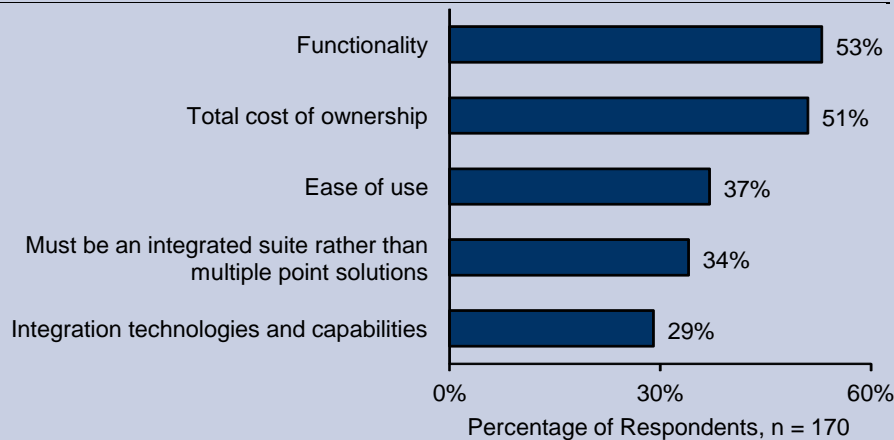 Functionality
53%
Total cost of ownership
51%
Ease of use
37%
Must be an integrated suite rather than
multiple point solutions
34%
Integration technologies and capabilities
29%
0%
30%
60%
Percentage of Respondents, n = 170